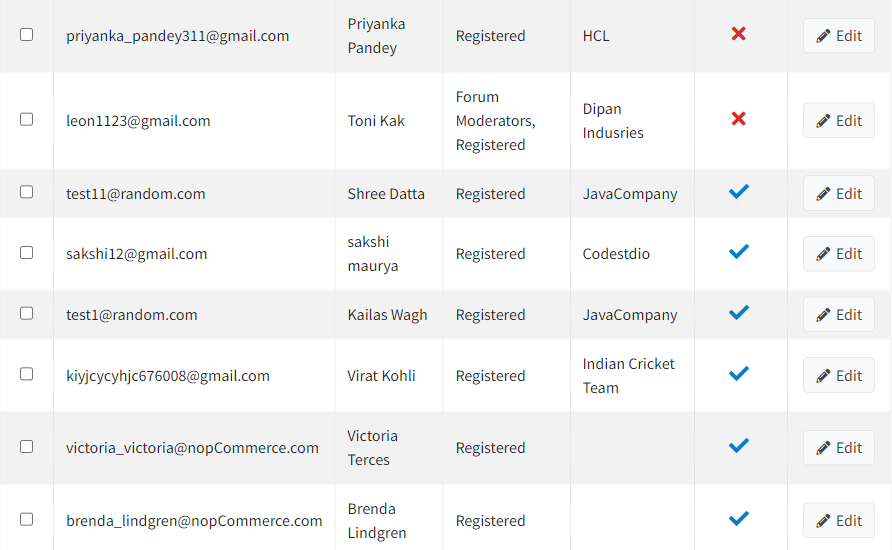 priyanka_pandey311@gmail.com Priyanka Pandey Registered HCL Edit
leon1123@gmail.com Toni Kak Forum Moderators, Registered Dipan Indusries Edit
test11@random.com Shree Datta Registered JavaCompany Edit
sakshi12@gmail.com sakshi maurya Registered Codestdio Edit
test1@random.com Kailas Wagh Registered JavaCompany Edit
kiyjcycyhjc676008@gmail.com Virat Kohli Registered Indian Cricket Team Edit
victoria_victoria@nopCommerce.com Victoria Terces Registered Edit
brenda_lindgren@nopCommerce.com Brenda Lindgren Registered Edit